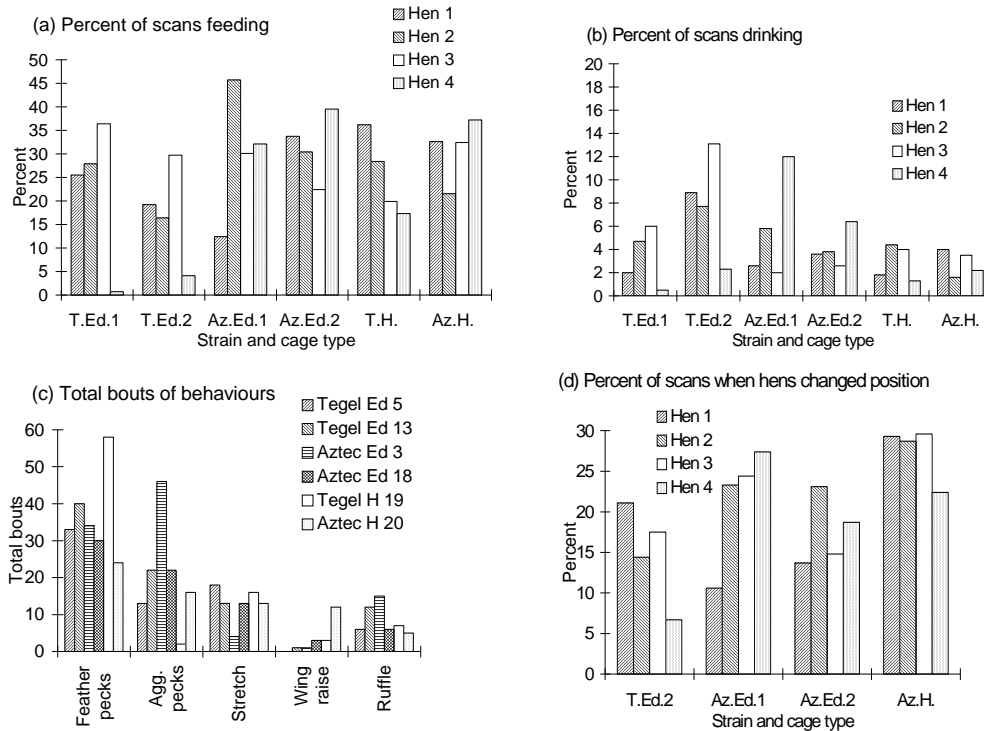 (a) Percent of scans feeding
Hen 1
Hen 2
Hen 3
Hen 4
50
45
40
35
30
25
20
15
10
5
0
Percent
T.Ed.1 T.Ed.2 Az.Ed.1 Az.Ed.2 T.H. Az.H.
Strain and cage type
(b) Percent of scans drinking
Hen 1
Hen 2
Hen 3
Hen 4
20
18
16
14
12
10
8
6
4
2
0
Percent
T.Ed.1 T.Ed.2 Az.Ed.1 Az.Ed.2 T.H. Az.H.
Strain and cage type
(c) Total bouts of behaviours
Tegel Ed 5
Tegel Ed 13
Aztec Ed 3
Aztec Ed 18
Tegel H 19
Aztec H 20
60
50
40
30
20
10
0
Total bouts
Feather
pecks
Agg.
pecks
Stretch
Wing
raise
Ruffle
(d) Percent of scans when hens changed position
Hen 1
Hen 2
Hen 3
Hen 4
30
25
20
15
10
5
0
Percent
T.Ed.2 Az.Ed.1 Az.Ed.2 Az.H.
Strain and cage type